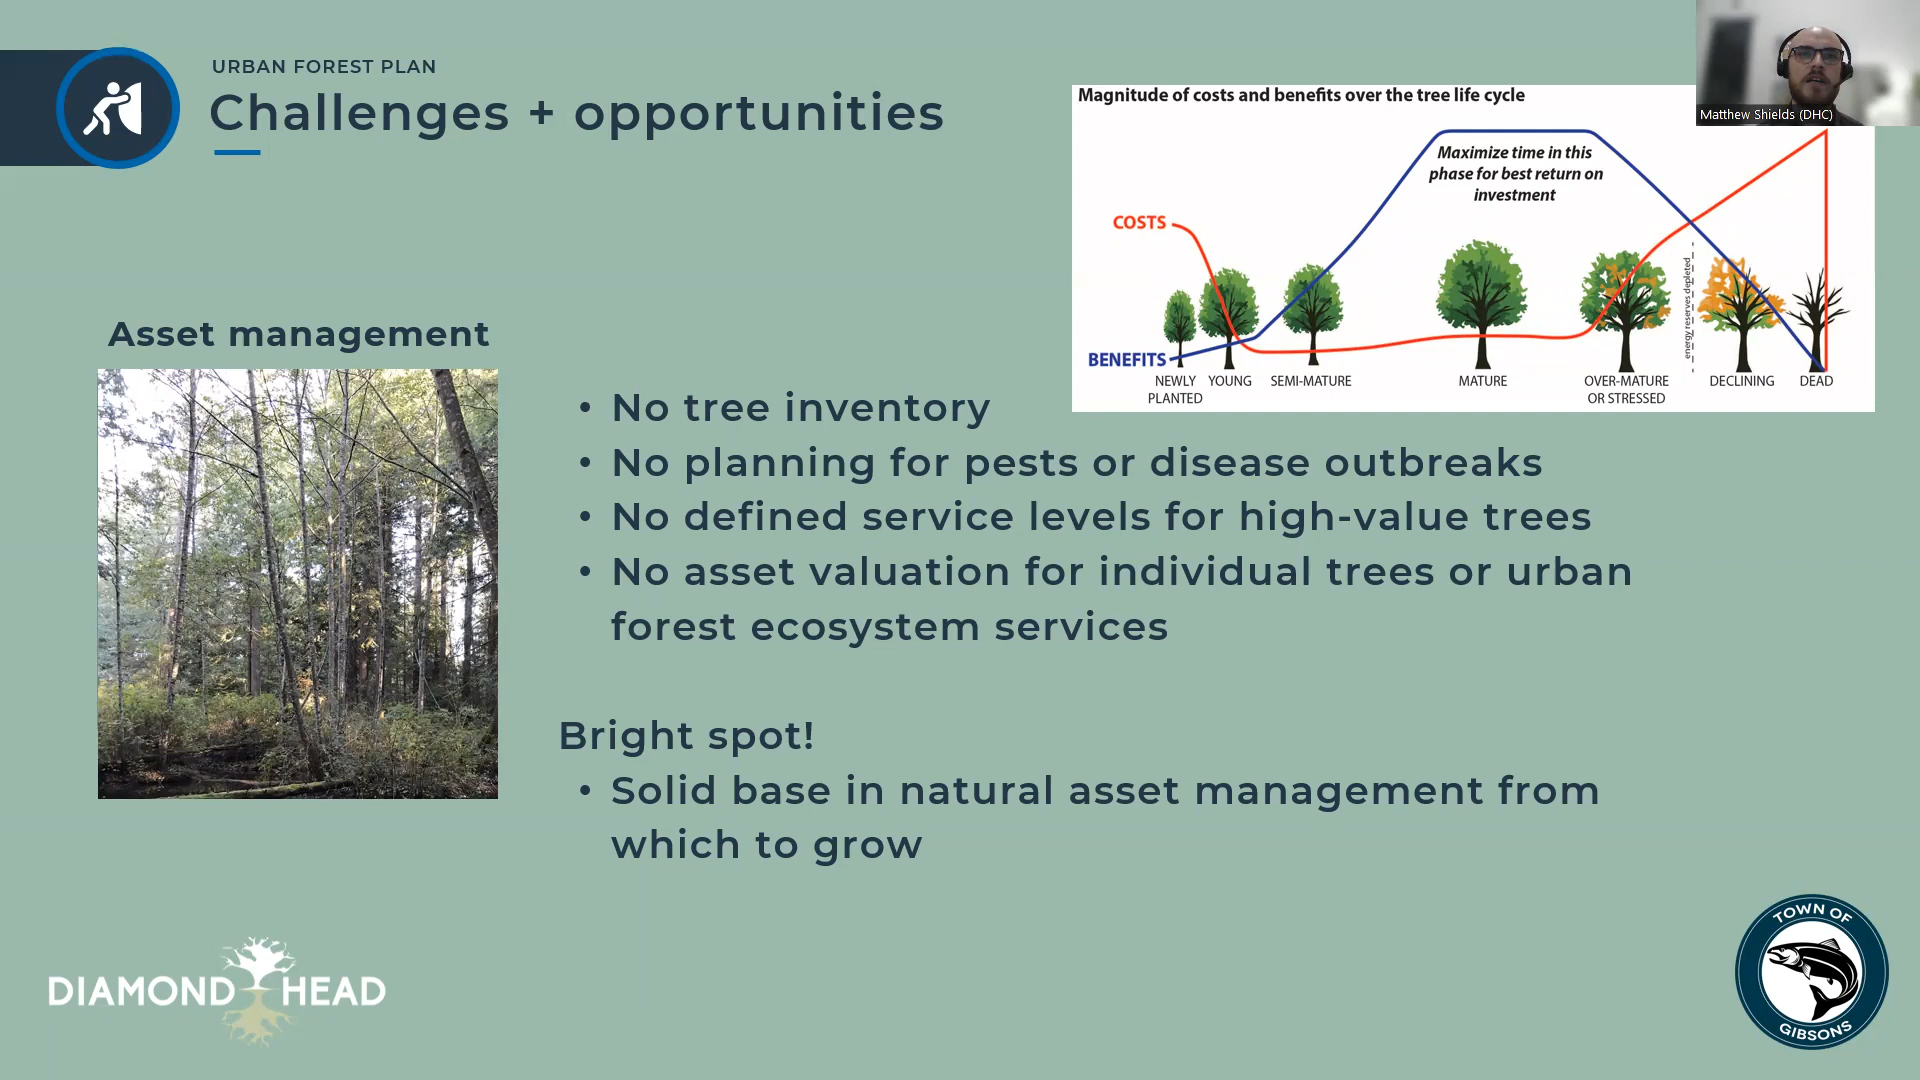 URBAN FOREST PLAN
Challenges + opportunities
Matthew Shields (DHC)
Magnitude of costs and benefits over the tree life cycle
Maximize time in this
phase for best return on
investment
COSTS
BENEFITS
energy reserves depleted
NEWLY
PLANTED
YOUNG
SEMI-MATURE
MATURE
OVER-MATURE
OR STRESSED
DECLINING
DEAD
Asset management
• No tree inventory
• No planning for pests or disease outbreaks
• No defined service levels for high-value trees
• No asset valuation for individual trees or urban
forest ecosystem services
Bright spot!
• Solid base in natural asset management from
which to grow
DIAMOND HEAD
TOWN OF
GIBSONS